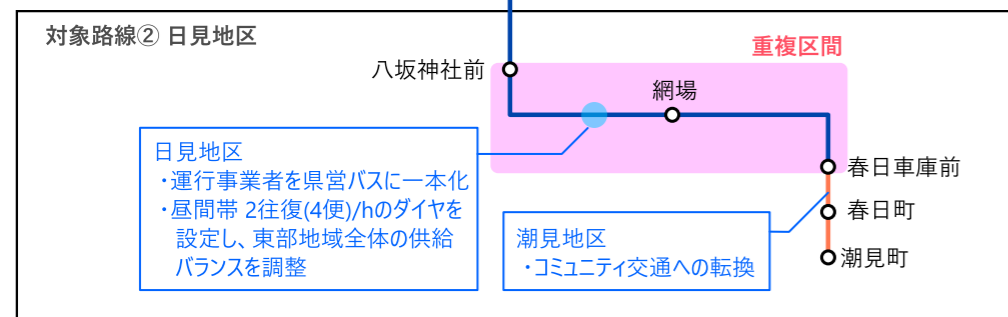 対象路線② 日見地区
重複区間
八坂神社前
網場
日見地区
・運行事業者を県営バスに一本化
・昼間帯 2往復(4便)/hのダイヤを
設定し、東部地域全体の供給
バランスを調整
春日車庫前
春日町
潮見町
潮見地区
・コミュニティ交通への転換